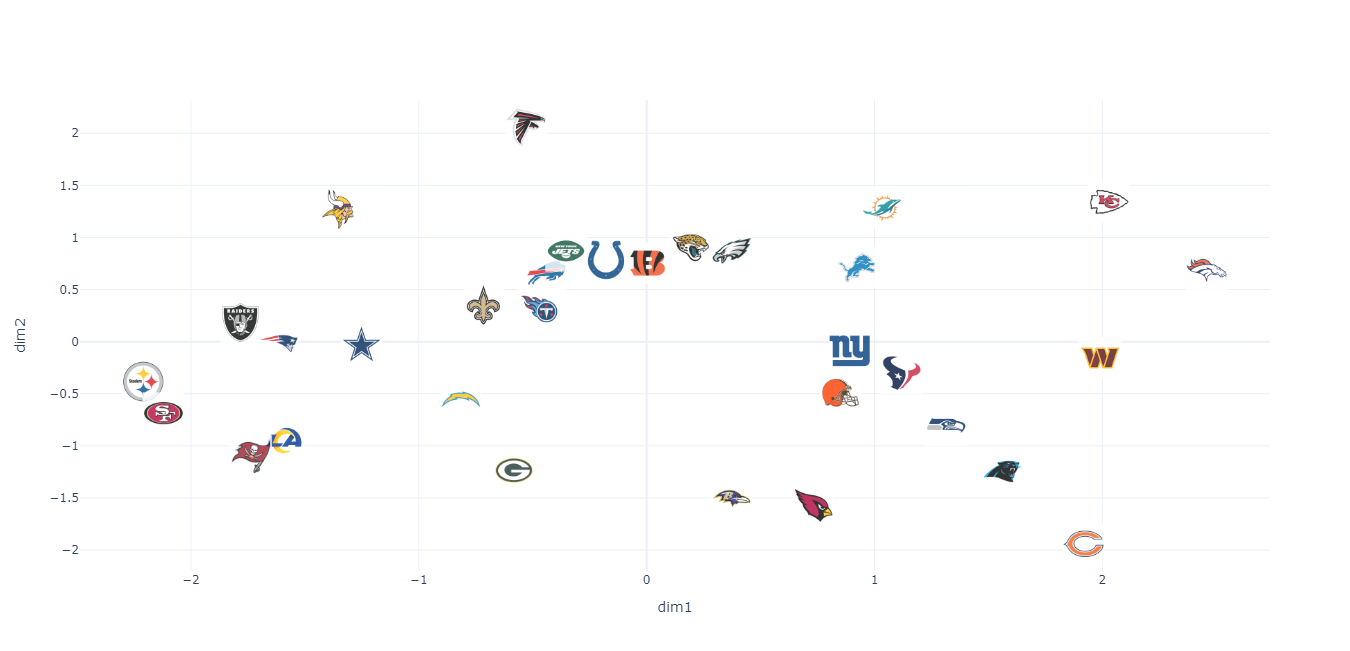 2
1.5
1
0.5
0
−0.5
−1
−1.5
−2
dim2
−2
−1
0
1
2
dim1
RAIDERS
NEW YORK
JETS
KC
T
ny
Steelers
SF
LA
G
W
C
B